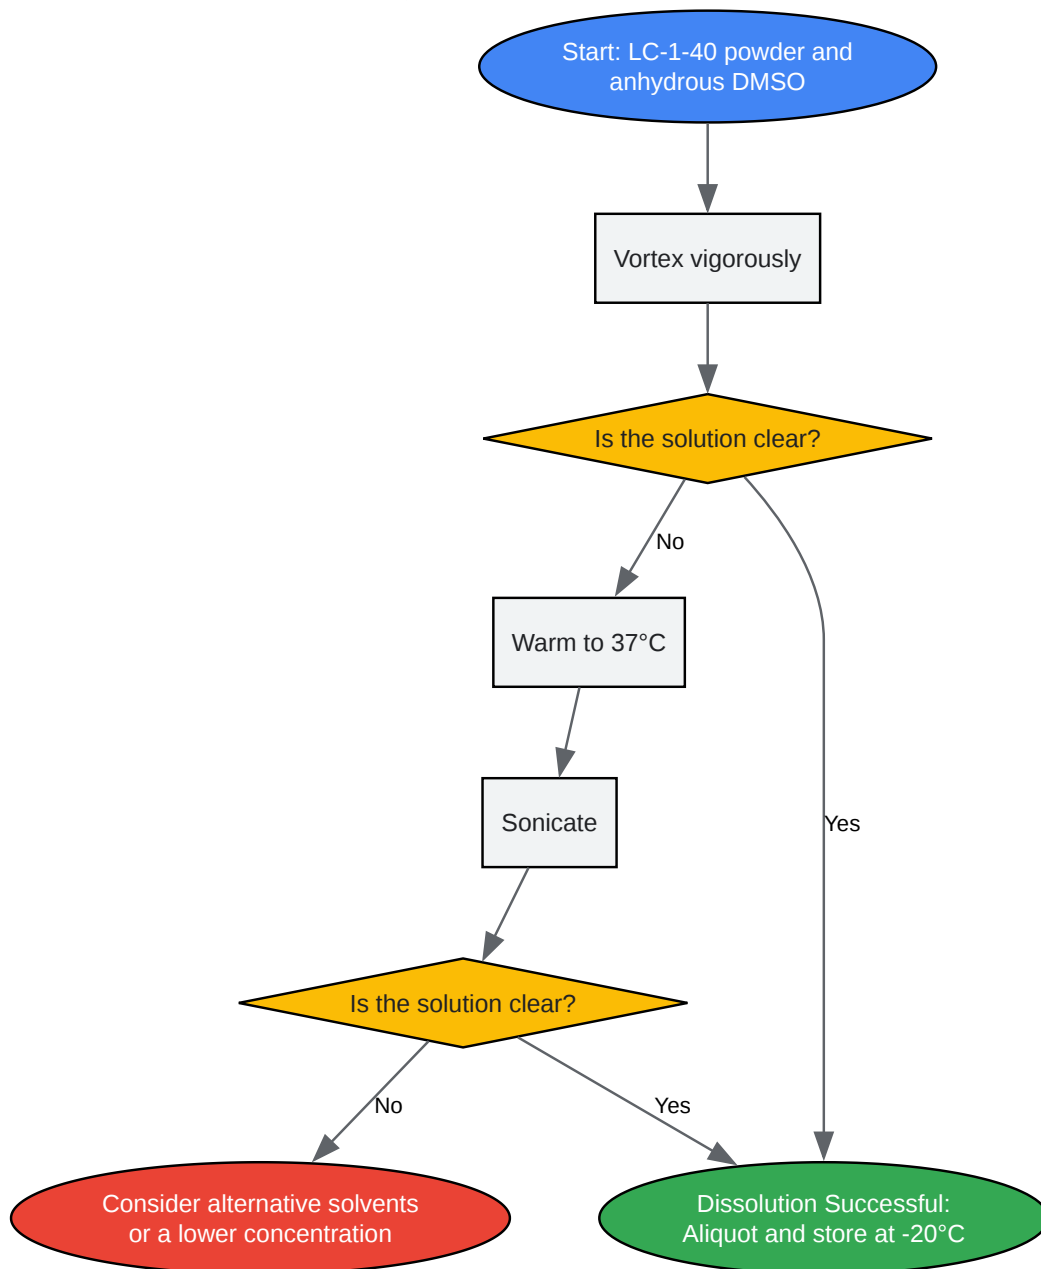 Start: LC-1-40 powder and
anhydrous DMSO
Vortex vigorously
Is the solution clear?
No
Warm to 37°C
Sonicate
Yes
Is the solution clear?
No
Yes
Consider alternative solvents
or a lower concentration
Dissolution Successful:
Aliquot and store at -20°C